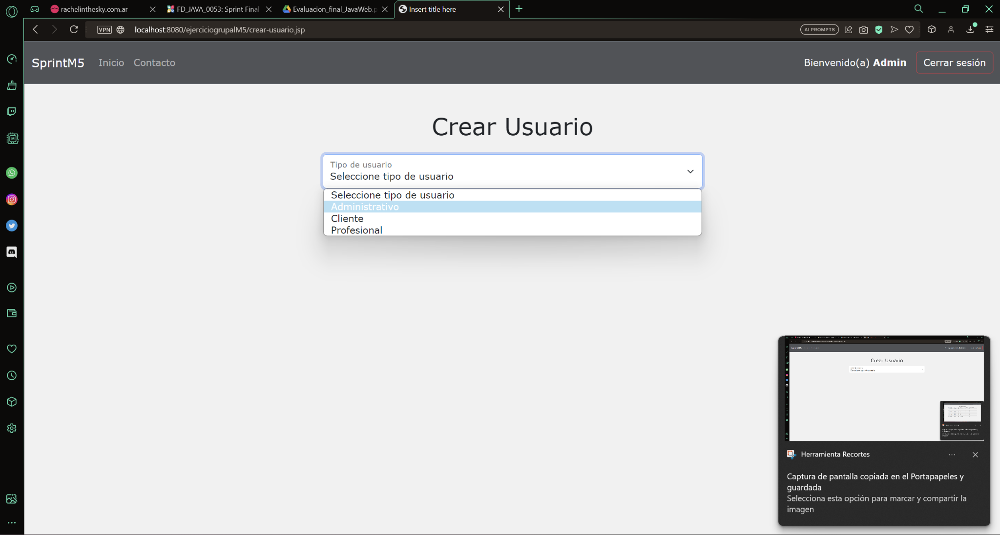 rachelinthesky.com.ar
FD_JAVA_0053: Sprint Final
Evaluacion_final_JavaWeb.p
Insert title here
VPN
localhost:8080/ejerciciogrupalM5/crear-usuario.jsp
AI PROMPTS
SprintM5
Inicio
Contacto
Bienvenido(a) Admin
Cerrar sesión
Crear Usuario
Tipo de usuario
Seleccione tipo de usuario
Seleccione tipo de usuario
Administrativo
Cliente
Profesional
Crear Usuario
Herramienta Recortes
Captura de pantalla copiada en el Portapapeles y
guardada
Selecciona esta opción para marcar y compartir la
imagen